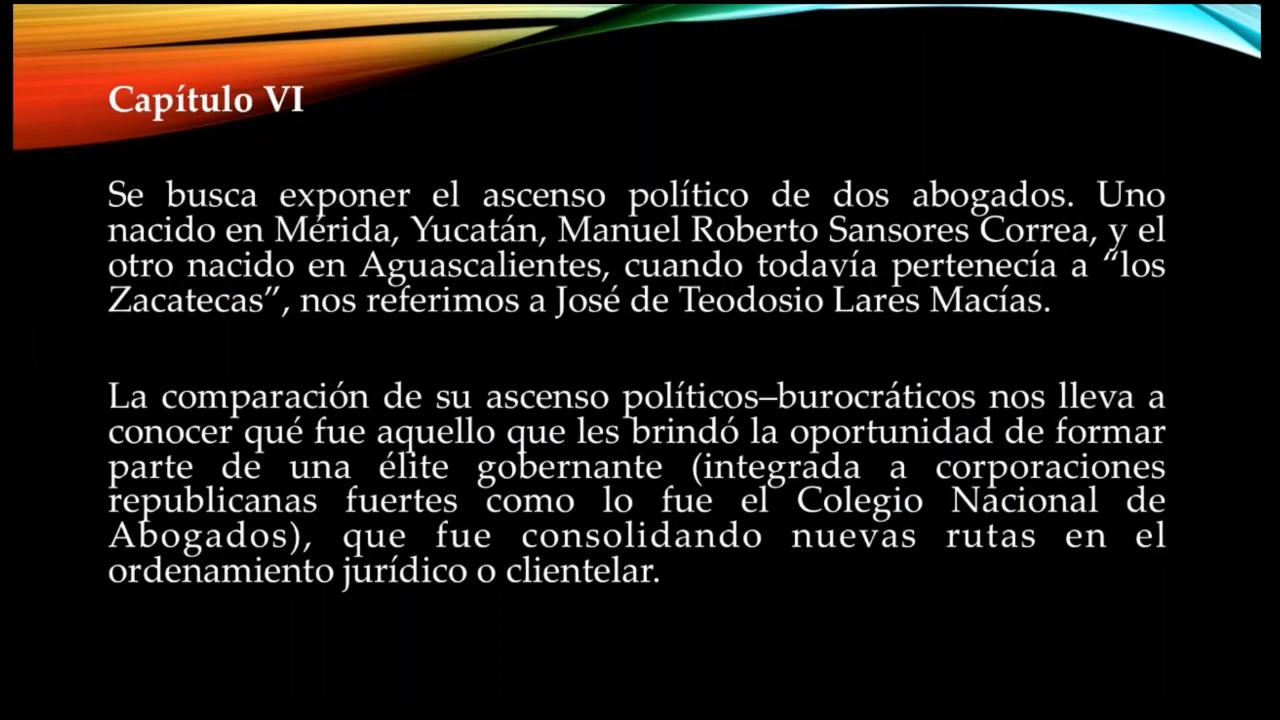 Capítulo VI
Se busca exponer el ascenso político de dos abogados. Uno
nacido en Mérida, Yucatán, Manuel Roberto Sansores Correa, y el
otro nacido en Aguascalientes, cuando todavía pertenecía a “los
Zacatecas”, nos referimos a José de Teodosio Lares Macías.
La comparación de su ascenso políticos–burocráticos nos lleva a
conocer qué fue aquello que les brindó la oportunidad de formar
parte de una élite gobernante (integrada a corporaciones
republicanas fuertes como lo fue el Colegio Nacional de
Abogados), que fue consolidando nuevas rutas en el
ordenamiento jurídico o clientelar.